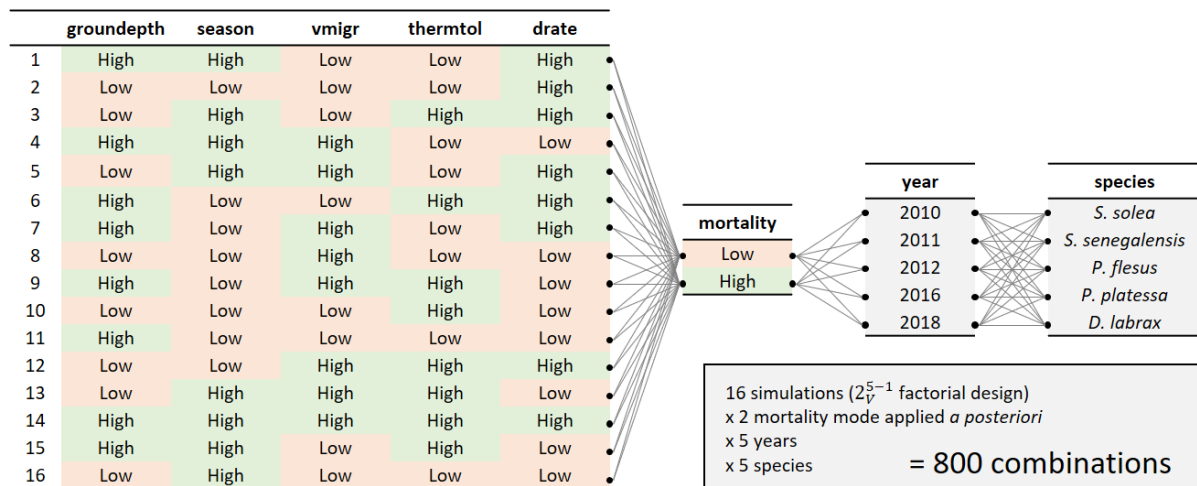 groundepth season vmigr thermtol drate
1 High High Low Low High
2 Low Low Low Low High
3 Low High Low High High
4 High High High Low Low
5 Low High High Low High
6 High Low Low High High
7 High Low High Low High
8 Low Low High Low Low
9 High Low High High Low
10 Low Low Low High Low
11 High Low Low Low Low
12 Low Low High High High
13 Low High High High Low
14 High High High High High
15 High High Low High Low
16 Low High Low Low Low
mortality
Low
High
year
2010
2011
2012
2016
2018
species
S. solea
S. senegalensis
P. flesus
P. platessa
D. labrax
16 simulations (2_V^{5−1} factorial design)
x 2 mortality mode applied a posteriori
x 5 years
x 5 species
= 800 combinations